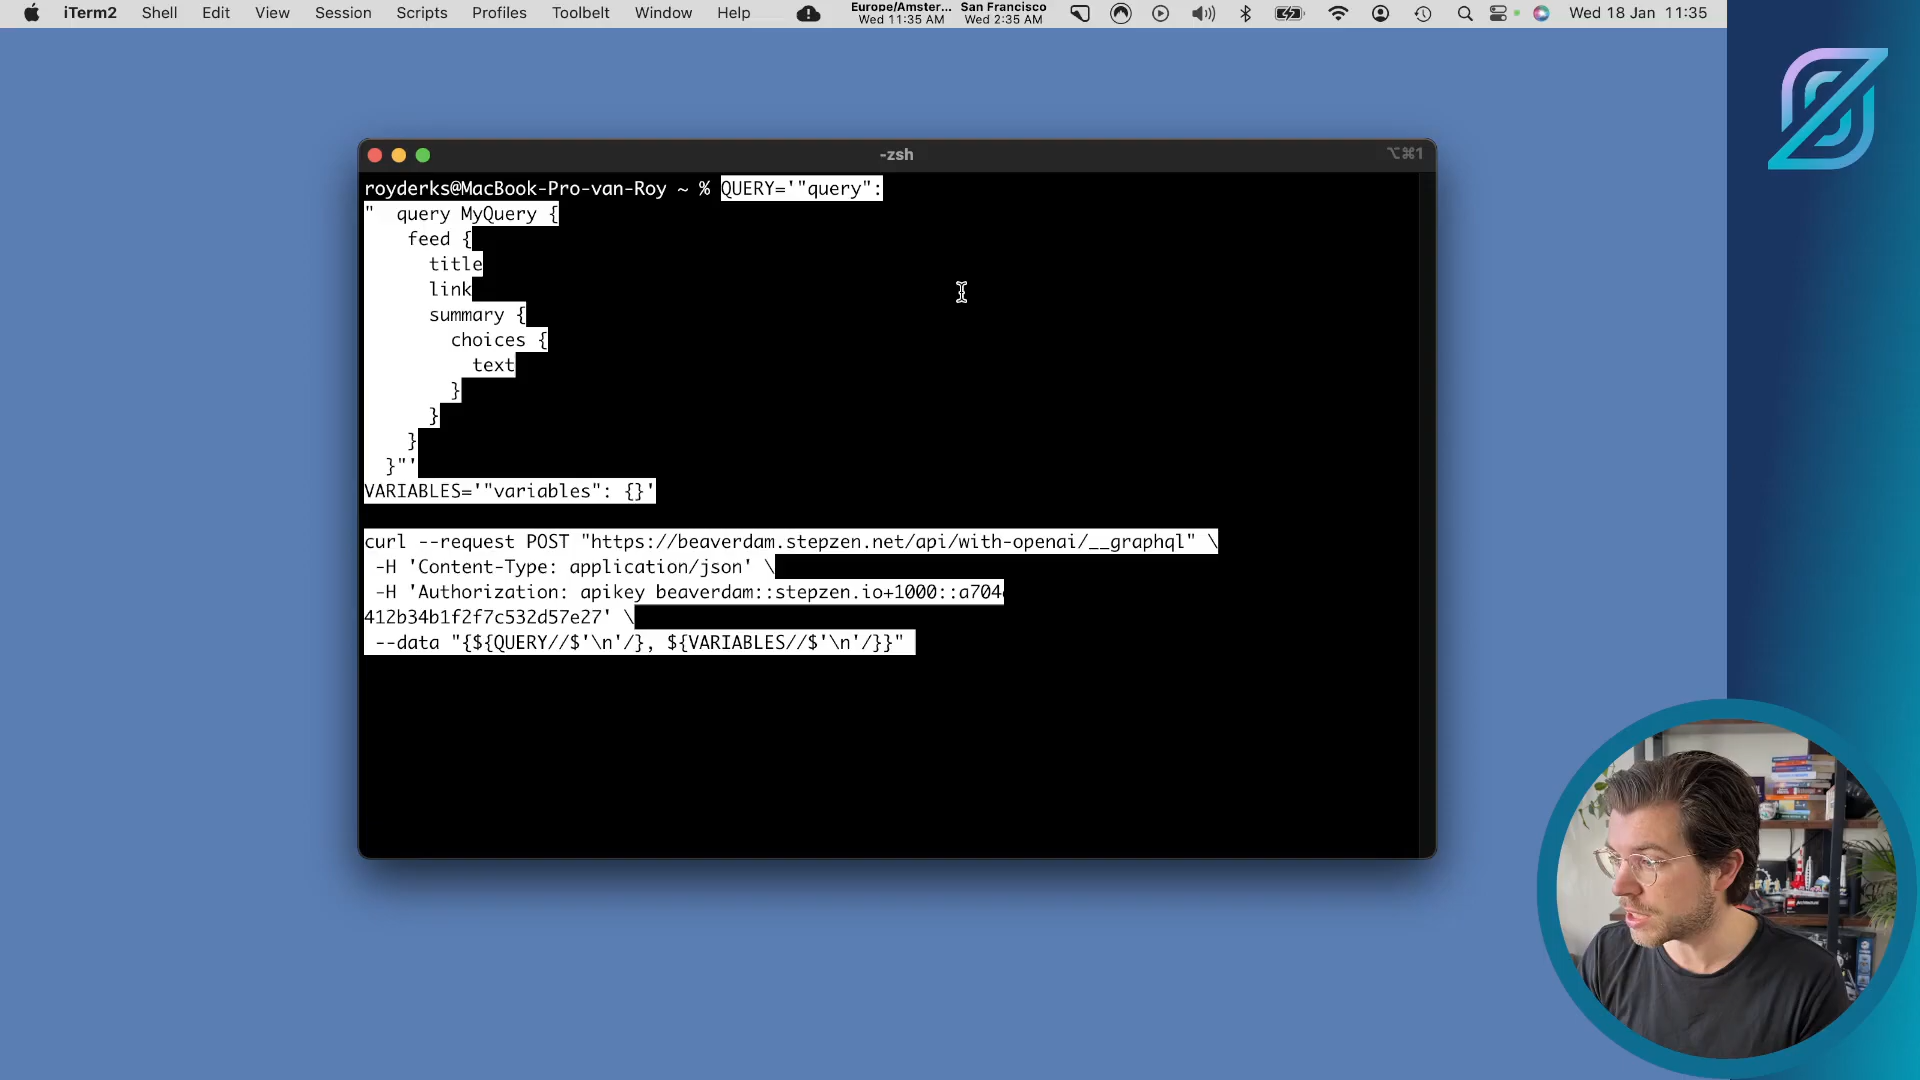 iTerm2 Shell Edit View Session Scripts Profiles Toolbelt Window Help Europe/Amster... San Francisco Wed 18 Jan 11:35
Wed 11:35 AM Wed 2:35 AM
-zsh ⌥⌘1
royderks@MacBook-Pro-van-Roy ~ % QUERY='"query":
"  query MyQuery {
    feed {
      title
      link
      summary {
        choices {
          text
        }
      }
    }
  }"'
VARIABLES='"variables": {}'
curl --request POST "https://beaverdam.stepzen.net/api/with-openai/__graphql" \
 -H 'Content-Type: application/json' \
 -H 'Authorization: apikey beaverdam::stepzen.io+1000::a704
412b34b1f2f7c532d57e27' \
 --data "{${QUERY//$'\n'/}, ${VARIABLES//$'\n'/}}"